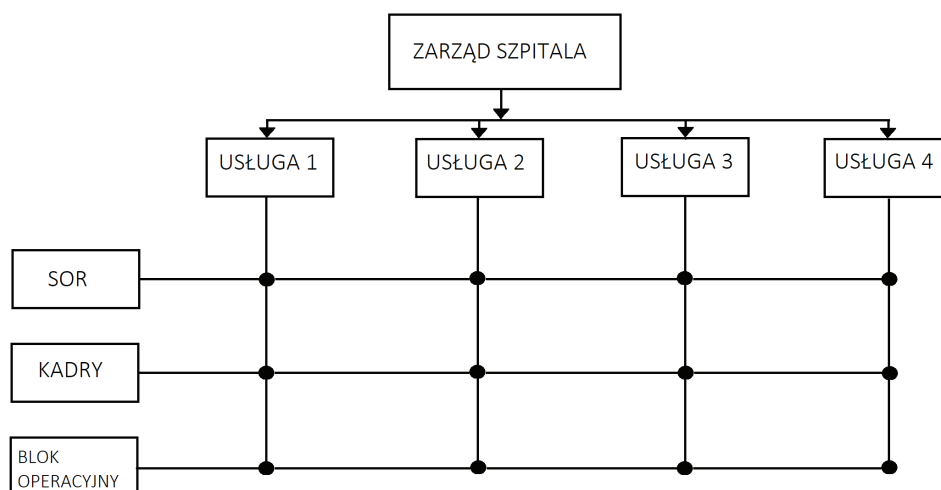 ZARZĄD SZPITALA
USŁUGA 1
USŁUGA 2
USŁUGA 3
USŁUGA 4
SOR
KADRY
BLOK
OPERACYJNY